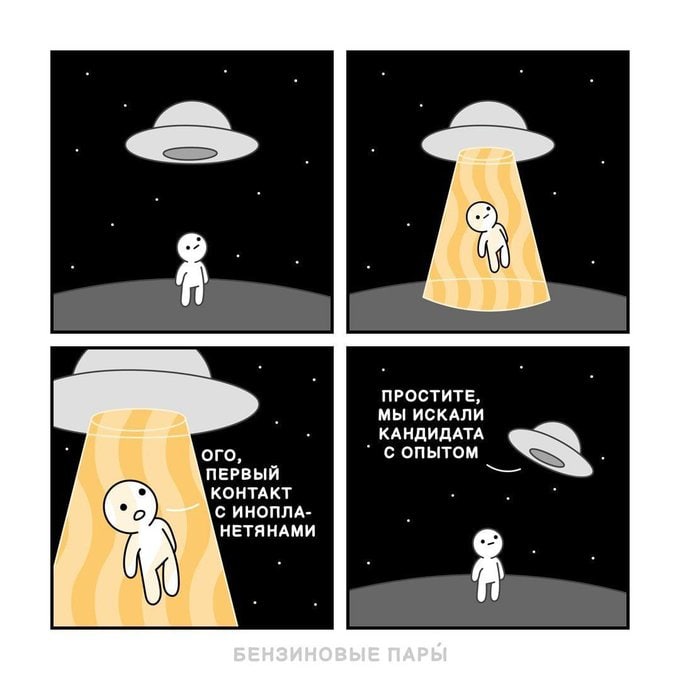 ОГО,
ПЕРВЫЙ
КОНТАКТ
С ИНОПЛА-
НЕТЯНАМИ
ПРОСТИТЕ,
МЫ ИСКАЛИ
КАНДИДАТА
С ОПЫТОМ
БЕНЗИНОВЫЕ ПАРЫ́